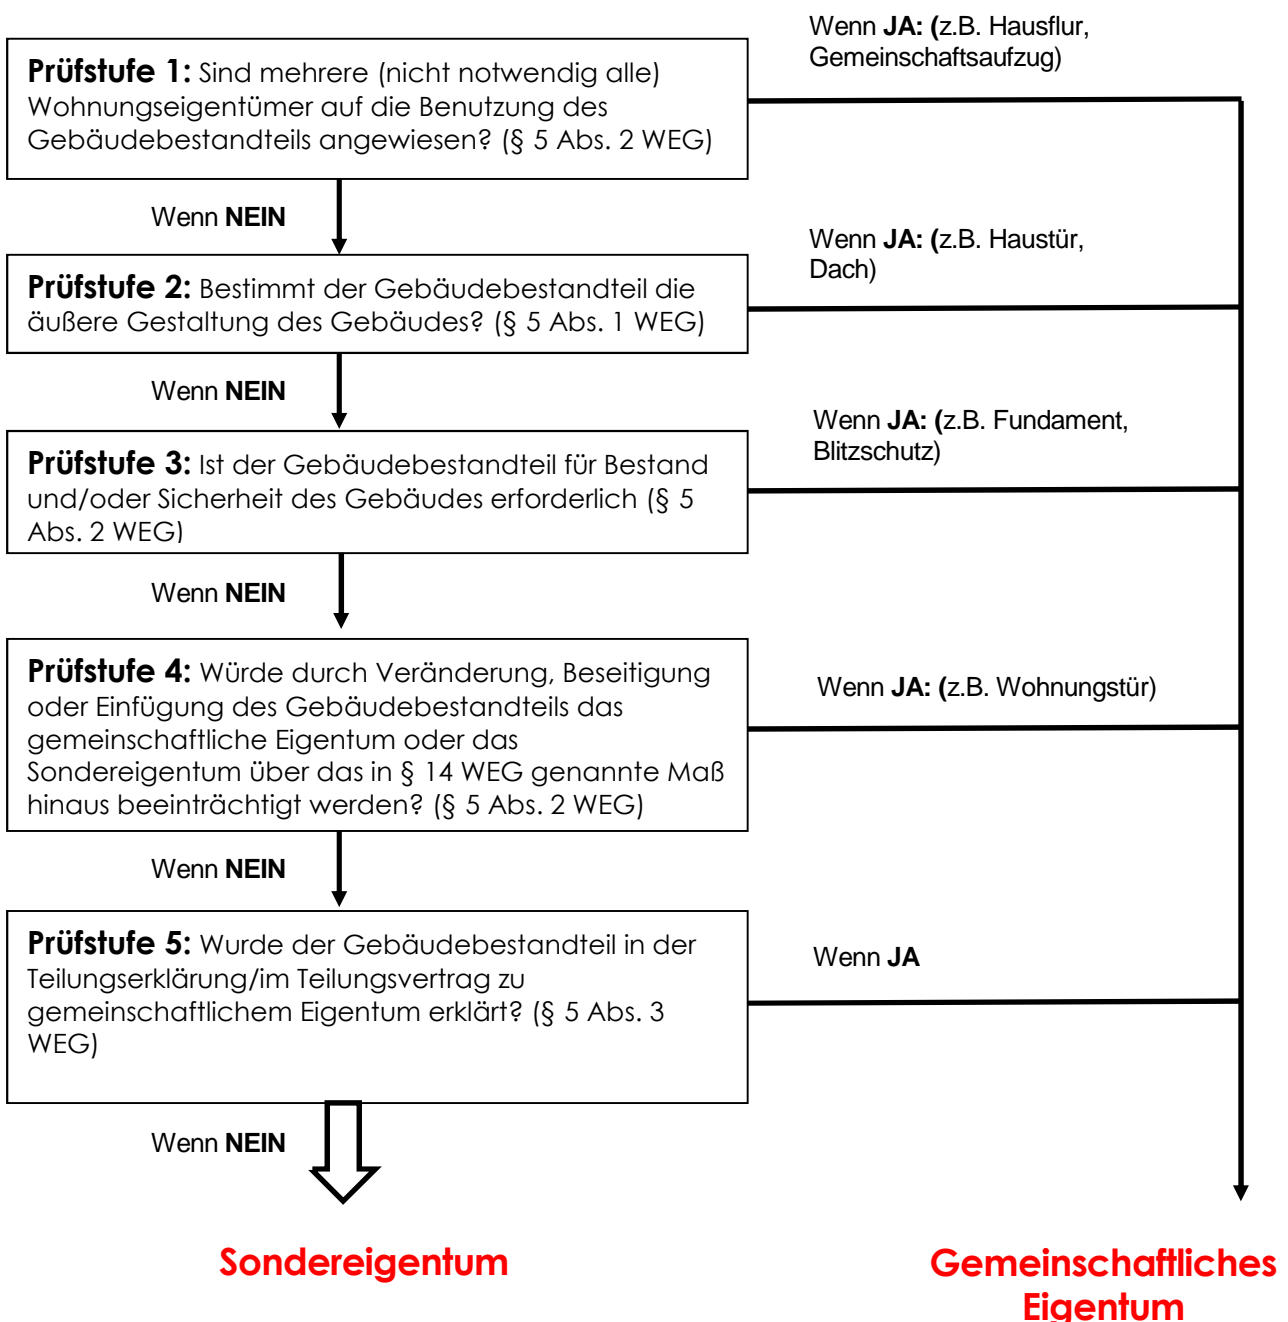 Wenn JA: (z.B. Hausflur,
Gemeinschaftsaufzug)
Prüfstufe 1: Sind mehrere (nicht notwendig alle)
Wohnungseigentümer auf die Benutzung des
Gebäudebestandteils angewiesen? (§ 5 Abs. 2 WEG)
Wenn NEIN
Wenn JA: (z.B. Haustür,
Dach)
Prüfstufe 2: Bestimmt der Gebäudebestandteil die
äußere Gestaltung des Gebäudes? (§ 5 Abs. 1 WEG)
Wenn NEIN
Wenn JA: (z.B. Fundament,
Blitzschutz)
Prüfstufe 3: Ist der Gebäudebestandteil für Bestand
und/oder Sicherheit des Gebäudes erforderlich (§ 5
Abs. 2 WEG)
Wenn NEIN
Prüfstufe 4: Würde durch Veränderung, Beseitigung
oder Einfügung des Gebäudebestandteils das
gemeinschaftliche Eigentum oder das
Sondereigentum über das in § 14 WEG genannte Maß
hinaus beeinträchtigt werden? (§ 5 Abs. 2 WEG)
Wenn JA: (z.B. Wohnungstür)
Wenn NEIN
Prüfstufe 5: Wurde der Gebäudebestandteil in der
Teilungserklärung/im Teilungsvertrag zu
gemeinschaftlichem Eigentum erklärt? (§ 5 Abs. 3
WEG)
Wenn JA
Wenn NEIN
Sondereigentum
Gemeinschaftliches
Eigentum